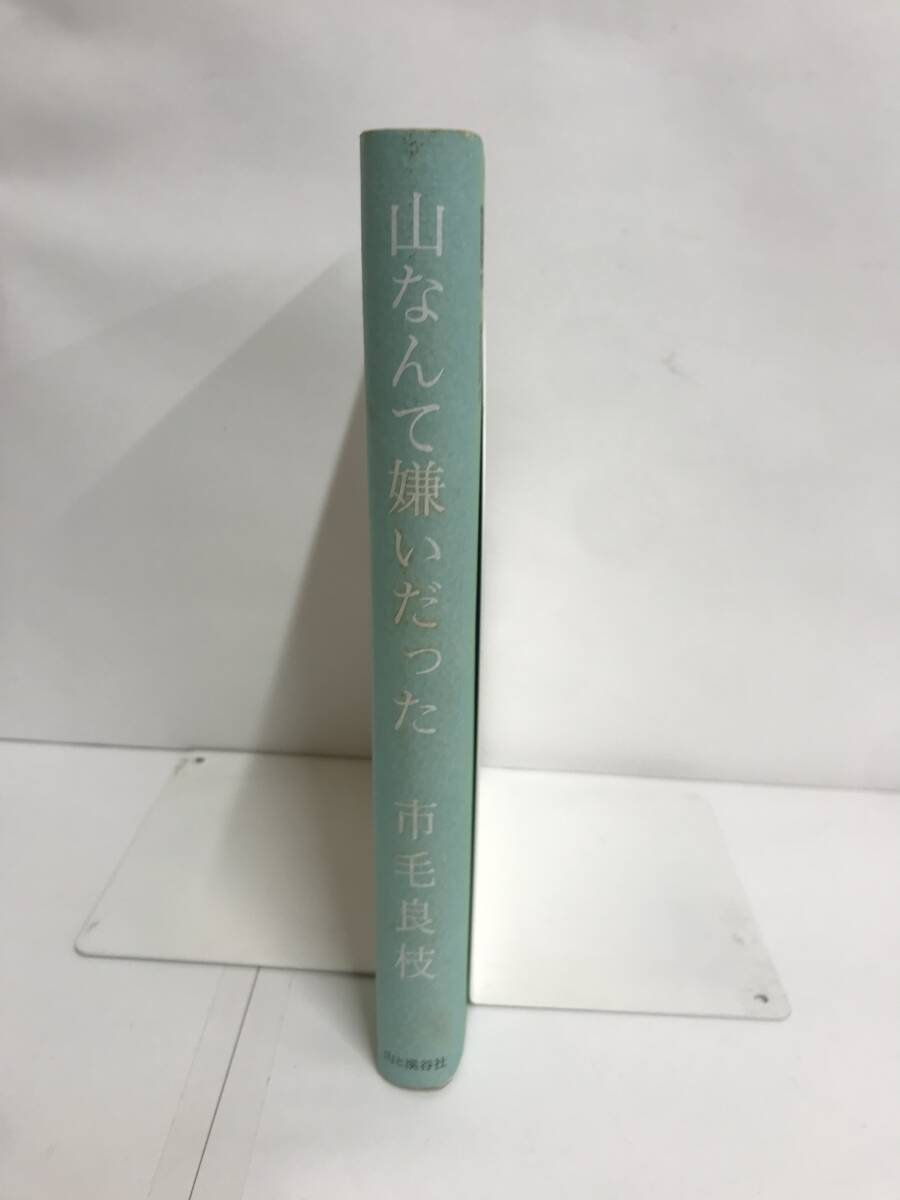 山なんて嫌いだった
市毛良枝
山と溪谷社